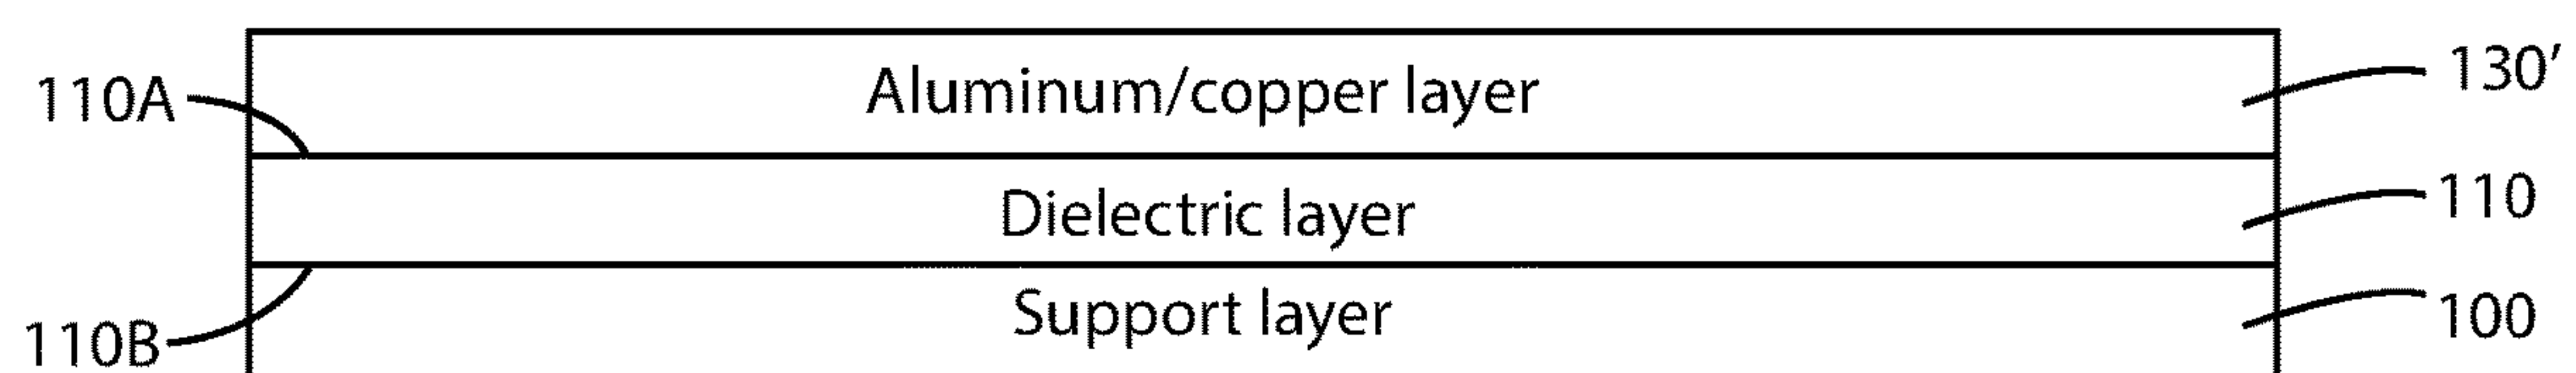 Aluminum/copper layer
130′
110A
Dielectric layer
110
Support layer
100
110B